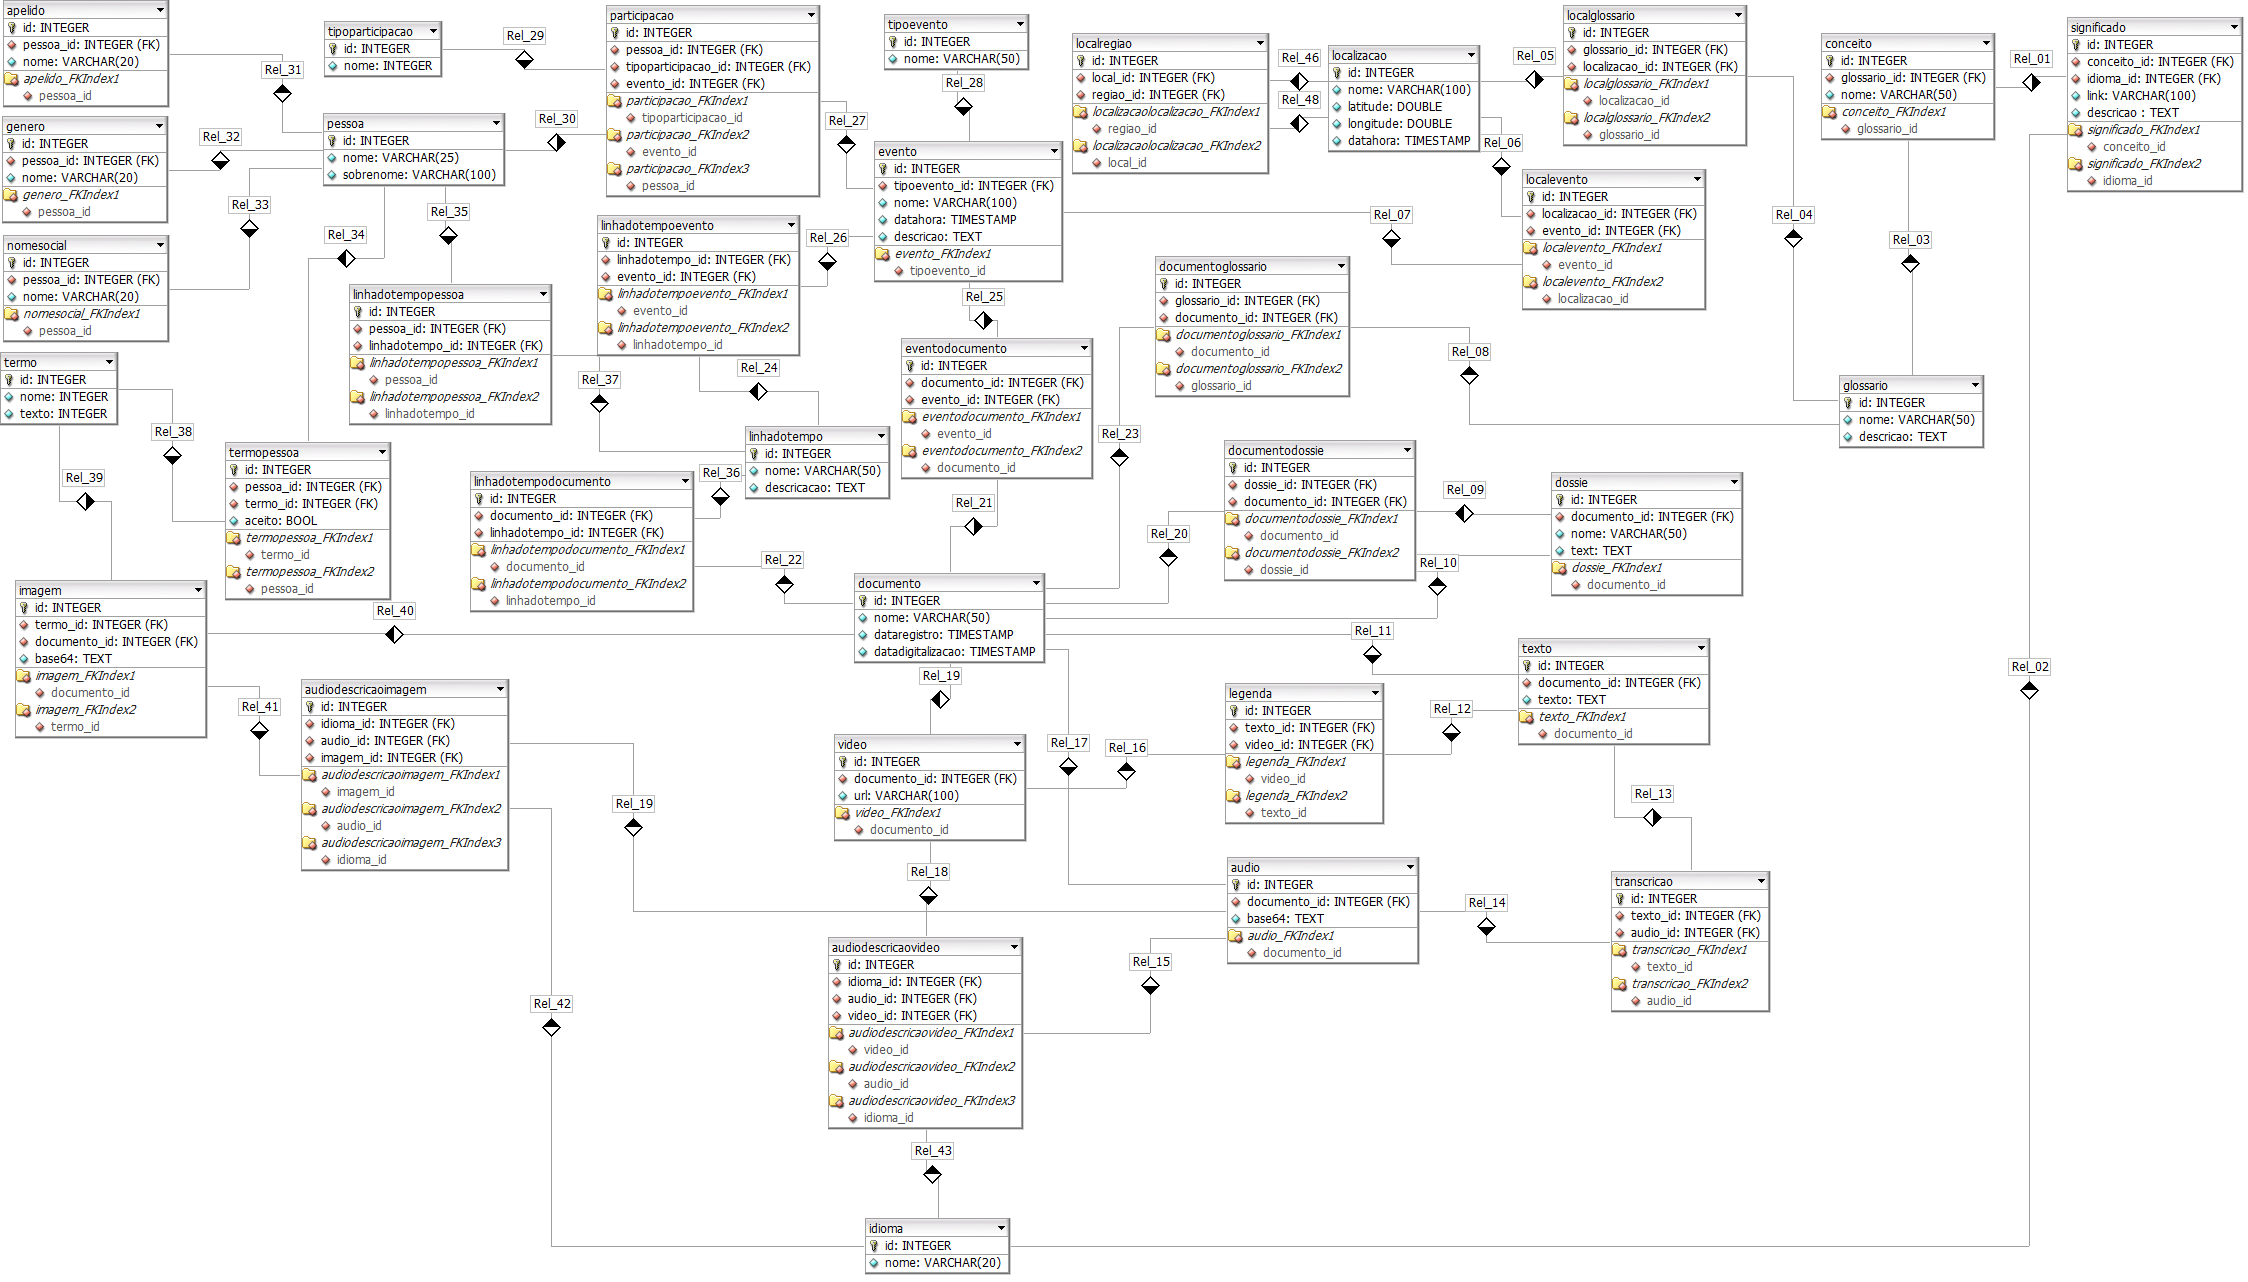 apelido
id: INTEGER
pessoa_id: INTEGER (FK)
nome: VARCHAR(20)
apelido_FKIndex1
pessoa_id
Rel_31
tipoparticipacao
id: INTEGER
nome: INTEGER
Rel_29
participacao
id: INTEGER
pessoa_id: INTEGER (FK)
tipoparticipacao_id: INTEGER (FK)
evento_id: INTEGER (FK)
participacao_FKIndex1
tipoparticipacao_id
participacao_FKIndex2
evento_id
participacao_FKIndex3
pessoa_id
tipoevento
id: INTEGER
nome: VARCHAR(50)
Rel_28
localregiao
id: INTEGER
local_id: INTEGER (FK)
regiao_id: INTEGER (FK)
localizacaolocalizacao_FKIndex1
regiao_id
localizacaolocalizacao_FKIndex2
local_id
Rel_46
Rel_48
localizacao
id: INTEGER
nome: VARCHAR(100)
latitude: DOUBLE
longitude: DOUBLE
datahora: TIMESTAMP
Rel_05
Rel_06
localglossario
id: INTEGER
glossario_id: INTEGER (FK)
localizacao_id: INTEGER (FK)
localglossario_FKIndex1
localizacao_id
localglossario_FKIndex2
glossario_id
conceito
id: INTEGER
glossario_id: INTEGER (FK)
nome: VARCHAR(50)
conceito_FKIndex1
glossario_id
Rel_01
significado
id: INTEGER
conceito_id: INTEGER (FK)
idioma_id: INTEGER (FK)
link: VARCHAR(100)
descricao : TEXT
significado_FKIndex1
conceito_id
significado_FKIndex2
idioma_id
genero
id: INTEGER
pessoa_id: INTEGER (FK)
nome: VARCHAR(20)
genero_FKIndex1
pessoa_id
Rel_32
Rel_33
pessoa
id: INTEGER
nome: VARCHAR(25)
sobrenome: VARCHAR(100)
Rel_30
Rel_27
evento
id: INTEGER
tipoevento_id: INTEGER (FK)
nome: VARCHAR(100)
datahora: TIMESTAMP
descricao: TEXT
evento_FKIndex1
tipoevento_id
localevento
id: INTEGER
localizacao_id: INTEGER (FK)
evento_id: INTEGER (FK)
localevento_FKIndex1
evento_id
localevento_FKIndex2
localizacao_id
Rel_07
Rel_04
Rel_03
nomesocial
id: INTEGER
pessoa_id: INTEGER (FK)
nome: VARCHAR(20)
nomesocial_FKIndex1
pessoa_id
Rel_34
Rel_35
linhadotempoevento
id: INTEGER
linhadotempo_id: INTEGER (FK)
evento_id: INTEGER (FK)
linhadotempoevento_FKIndex1
evento_id
linhadotempoevento_FKIndex2
linhadotempo_id
Rel_26
Rel_25
documentoglossario
id: INTEGER
glossario_id: INTEGER (FK)
documento_id: INTEGER (FK)
documentoglossario_FKIndex1
documento_id
documentoglossario_FKIndex2
glossario_id
Rel_08
linhadotempopessoa
id: INTEGER
pessoa_id: INTEGER (FK)
linhadotempo_id: INTEGER (FK)
linhadotempopessoa_FKIndex1
pessoa_id
linhadotempopessoa_FKIndex2
linhadotempo_id
Rel_37
Rel_24
eventodocumento
id: INTEGER
documento_id: INTEGER (FK)
evento_id: INTEGER (FK)
eventodocumento_FKIndex1
evento_id
eventodocumento_FKIndex2
documento_id
glossario
id: INTEGER
nome: VARCHAR(50)
descricao: TEXT
termo
id: INTEGER
nome: INTEGER
texto: INTEGER
Rel_38
Rel_39
termopessoa
id: INTEGER
pessoa_id: INTEGER (FK)
termo_id: INTEGER (FK)
aceito: BOOL
termopessoa_FKIndex1
termo_id
termopessoa_FKIndex2
pessoa_id
linhadotempo
id: INTEGER
nome: VARCHAR(50)
descricacao: TEXT
Rel_36
Rel_23
linhadotempodocumento
id: INTEGER
documento_id: INTEGER (FK)
linhadotempo_id: INTEGER (FK)
linhadotempodocumento_FKIndex1
documento_id
linhadotempodocumento_FKIndex2
linhadotempo_id
Rel_22
Rel_21
Rel_20
documentodossie
id: INTEGER
dossie_id: INTEGER (FK)
documento_id: INTEGER (FK)
documentodossie_FKIndex1
documento_id
documentodossie_FKIndex2
dossie_id
Rel_09
Rel_10
dossie
id: INTEGER
documento_id: INTEGER (FK)
nome: VARCHAR(50)
text: TEXT
dossie_FKIndex1
documento_id
imagem
id: INTEGER
termo_id: INTEGER (FK)
documento_id: INTEGER (FK)
base64: TEXT
imagem_FKIndex1
documento_id
imagem_FKIndex2
termo_id
Rel_40
Rel_41
documento
id: INTEGER
nome: VARCHAR(50)
dataregistro: TIMESTAMP
datadigitalizacao: TIMESTAMP
Rel_19
Rel_11
texto
id: INTEGER
documento_id: INTEGER (FK)
texto: TEXT
texto_FKIndex1
documento_id
Rel_02
audiodescricaoimagem
id: INTEGER
idioma_id: INTEGER (FK)
audio_id: INTEGER (FK)
imagem_id: INTEGER (FK)
audiodescricaoimagem_FKIndex1
imagem_id
audiodescricaoimagem_FKIndex2
audio_id
audiodescricaoimagem_FKIndex3
idioma_id
Rel_19
video
id: INTEGER
documento_id: INTEGER (FK)
url: VARCHAR(100)
video_FKIndex1
documento_id
Rel_17
Rel_16
legenda
id: INTEGER
texto_id: INTEGER (FK)
video_id: INTEGER (FK)
legenda_FKIndex1
video_id
legenda_FKIndex2
texto_id
Rel_12
Rel_13
Rel_18
audio
id: INTEGER
documento_id: INTEGER (FK)
base64: TEXT
audio_FKIndex1
documento_id
Rel_14
transcricao
id: INTEGER
texto_id: INTEGER (FK)
audio_id: INTEGER (FK)
transcricao_FKIndex1
texto_id
transcricao_FKIndex2
audio_id
audiodescricaovideo
id: INTEGER
idioma_id: INTEGER (FK)
audio_id: INTEGER (FK)
video_id: INTEGER (FK)
audiodescricaovideo_FKIndex1
video_id
audiodescricaovideo_FKIndex2
audio_id
audiodescricaovideo_FKIndex3
idioma_id
Rel_15
Rel_42
Rel_43
idioma
id: INTEGER
nome: VARCHAR(20)